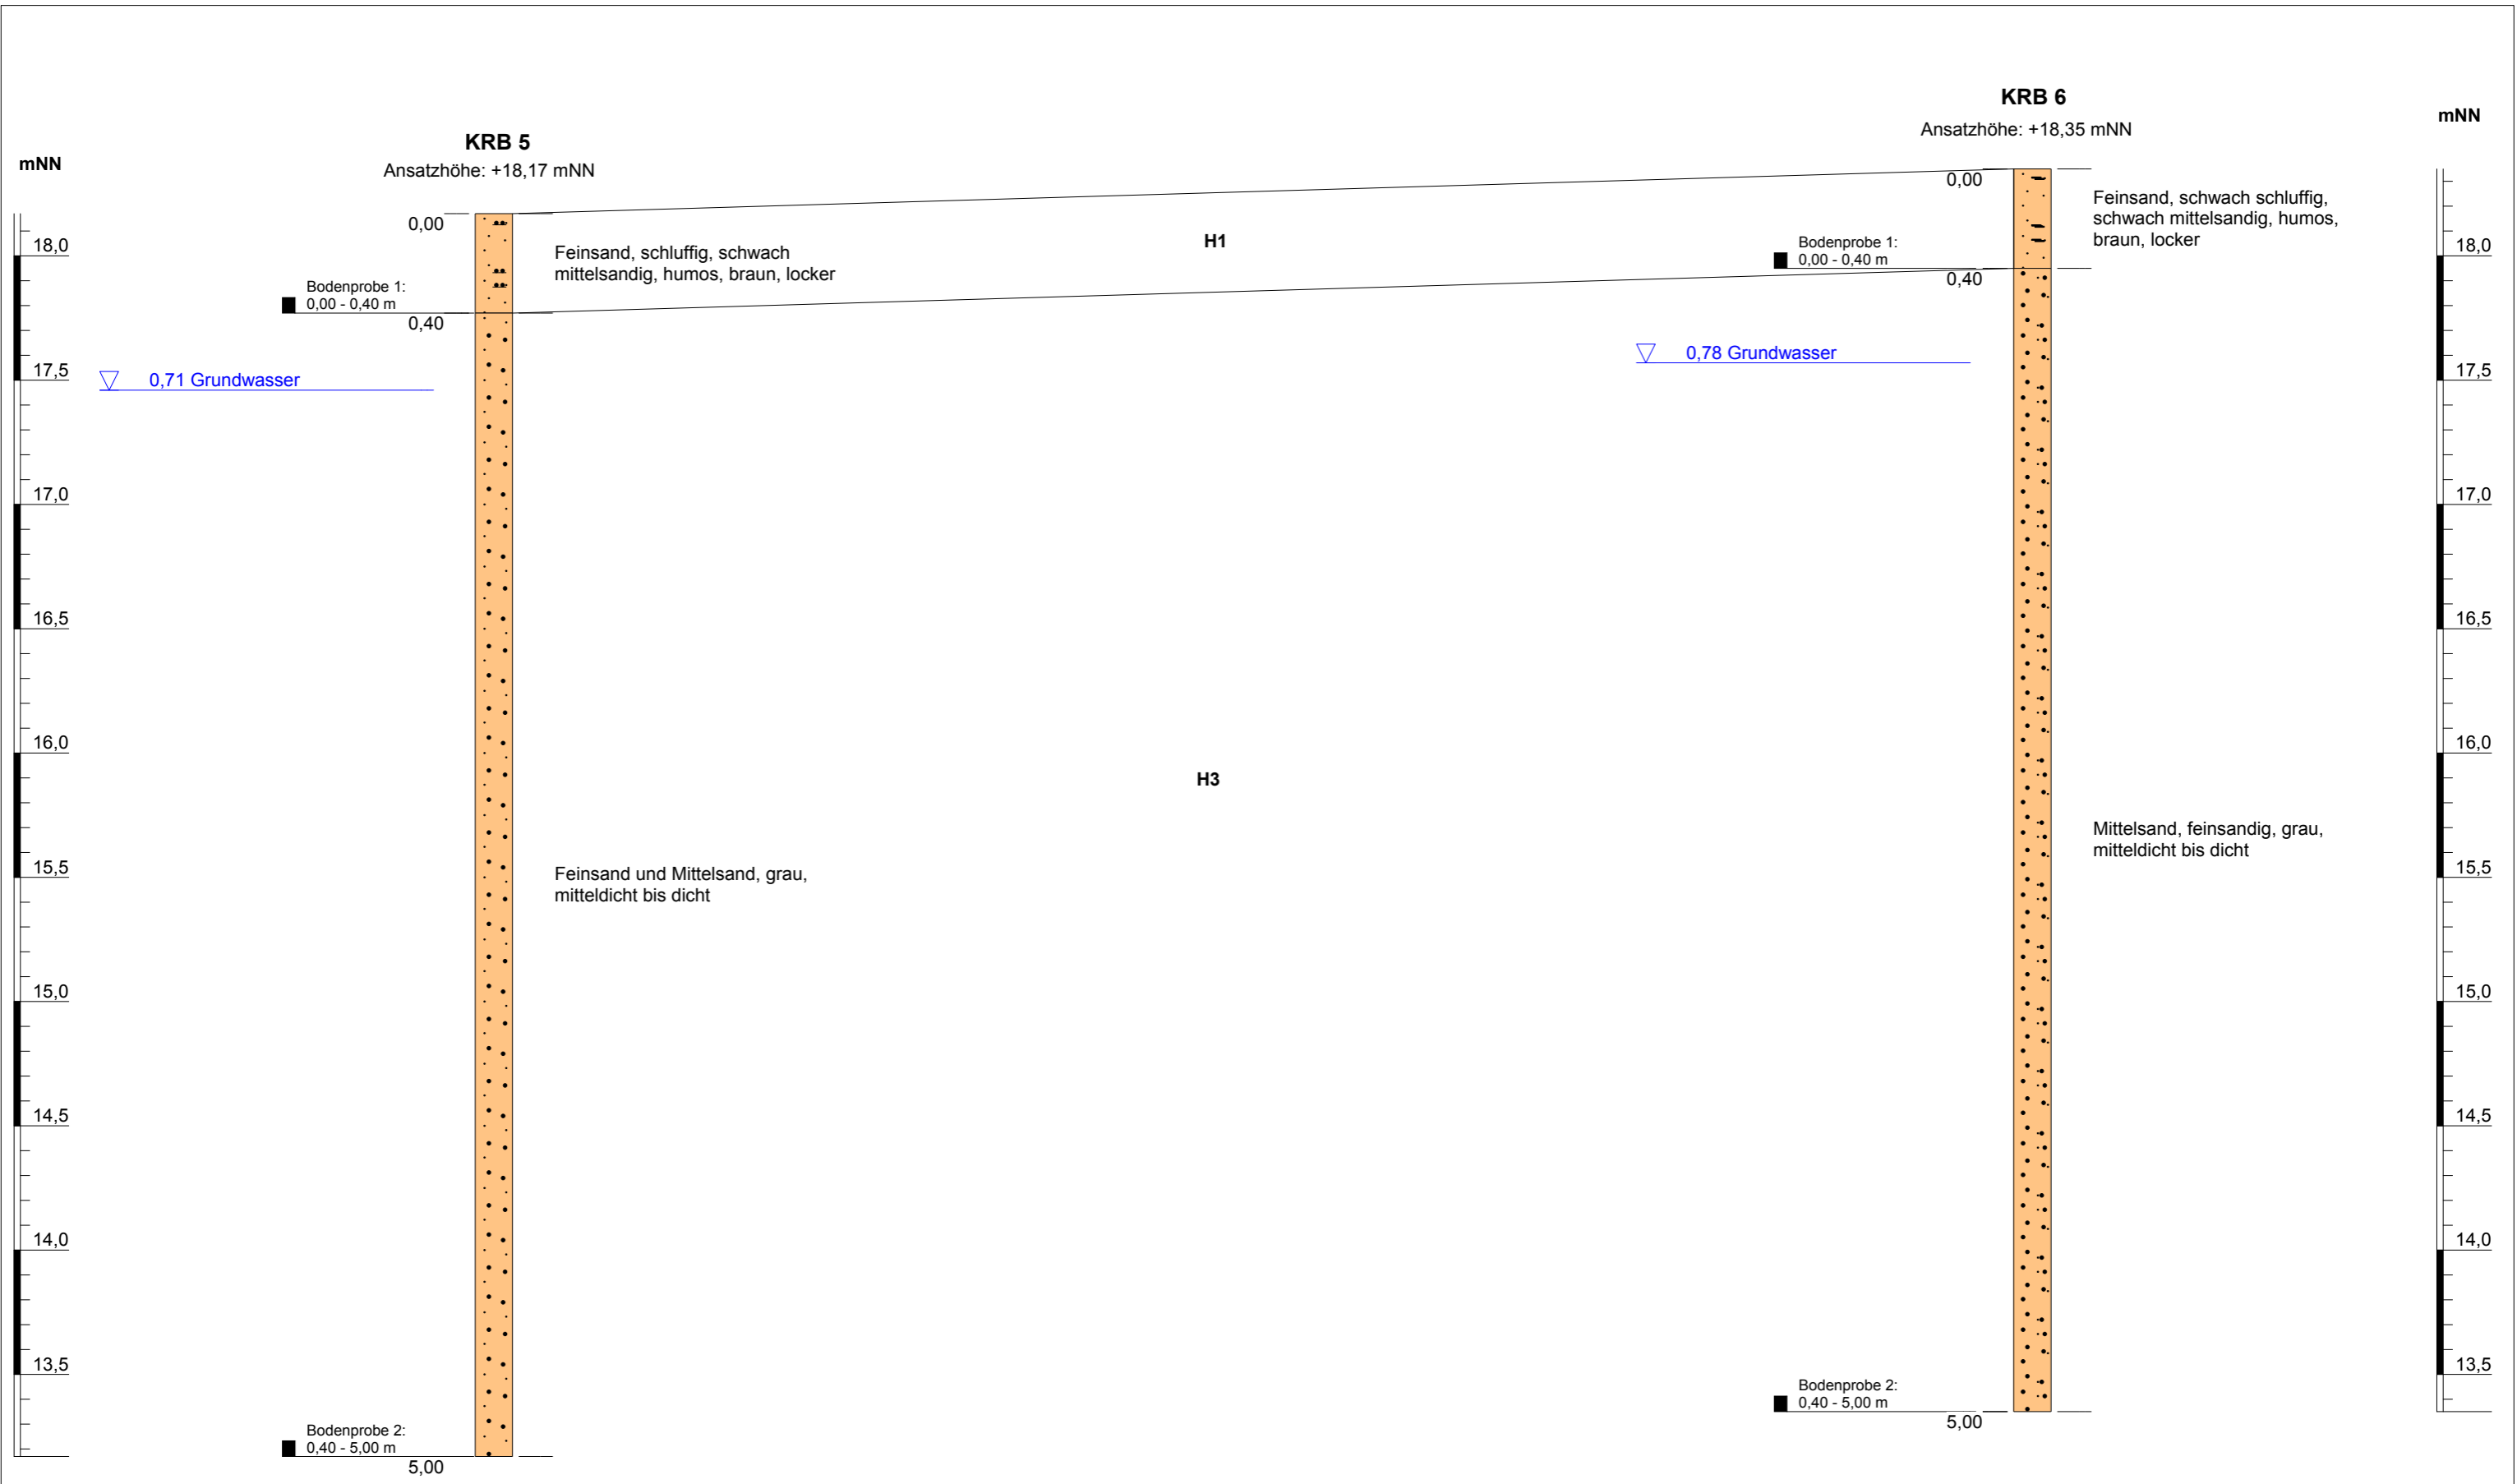 KRB 5
Ansatzhöhe: +18,17 mNN
KRB 6
Ansatzhöhe: +18,35 mNN
mNN
18,0
17,5
17,0
16,5
16,0
15,5
15,0
14,5
14,0
13,5
0,00
Bodenprobe 1:
0,00 - 0,40 m
0,40
0,71 Grundwasser
Feinsand, schluffig, schwach
mittelsandig, humos, braun, locker
Feinsand und Mittelsand, grau,
mitteldicht bis dicht
Bodenprobe 2:
0,40 - 5,00 m
5,00
H1
H3
0,00
Bodenprobe 1:
0,00 - 0,40 m
0,40
0,78 Grundwasser
Feinsand, schwach schluffig,
schwach mittelsandig, humos,
braun, locker
Mittelsand, feinsandig, grau,
mitteldicht bis dicht
Bodenprobe 2:
0,40 - 5,00 m
5,00
mNN
18,0
17,5
17,0
16,5
16,0
15,5
15,0
14,5
14,0
13,5